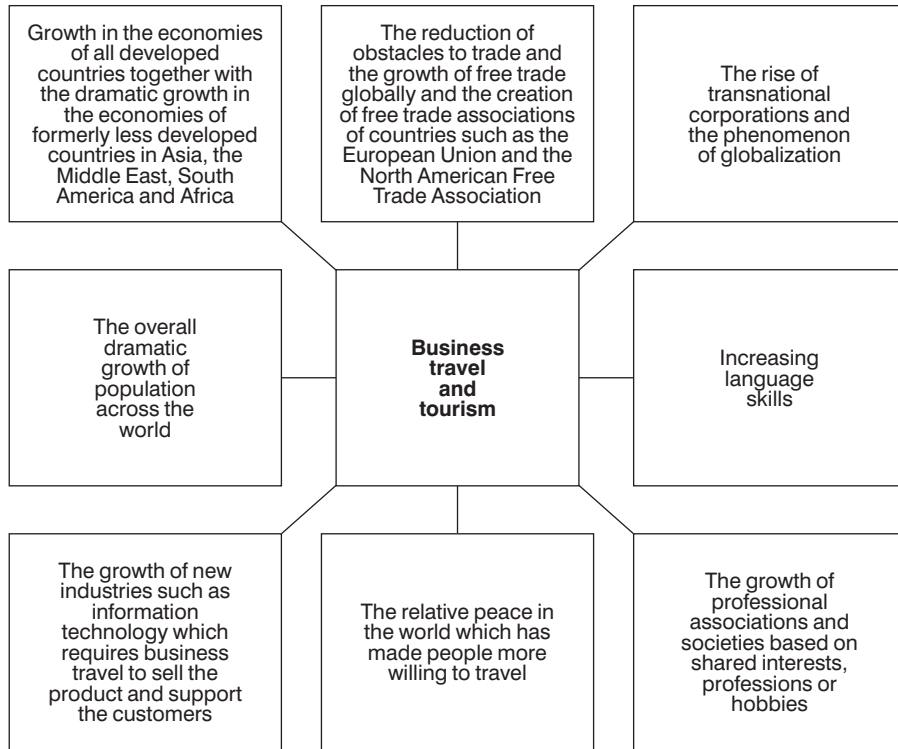 Growth in the economies
of all developed
countries together with
the dramatic growth in
the economies of
formerly less developed
countries in Asia, the
Middle East, South
America and Africa
The reduction of
obstacles to trade and
the growth of free trade
globally and the creation
of free trade associations
of countries such as the
European Union and the
North American Free
Trade Association
The rise of
transnational
corporations and
the phenomenon
of globalization
The overall
dramatic
growth of
population
across the
world
Business
travel
and
tourism
Increasing
language
skills
The growth of new
industries such as
information
technology which
requires business
travel to sell the
product and support
the customers
The relative peace in
the world which has
made people more
willing to travel
The growth of
professional
associations and
societies based on
shared interests,
professions or
hobbies